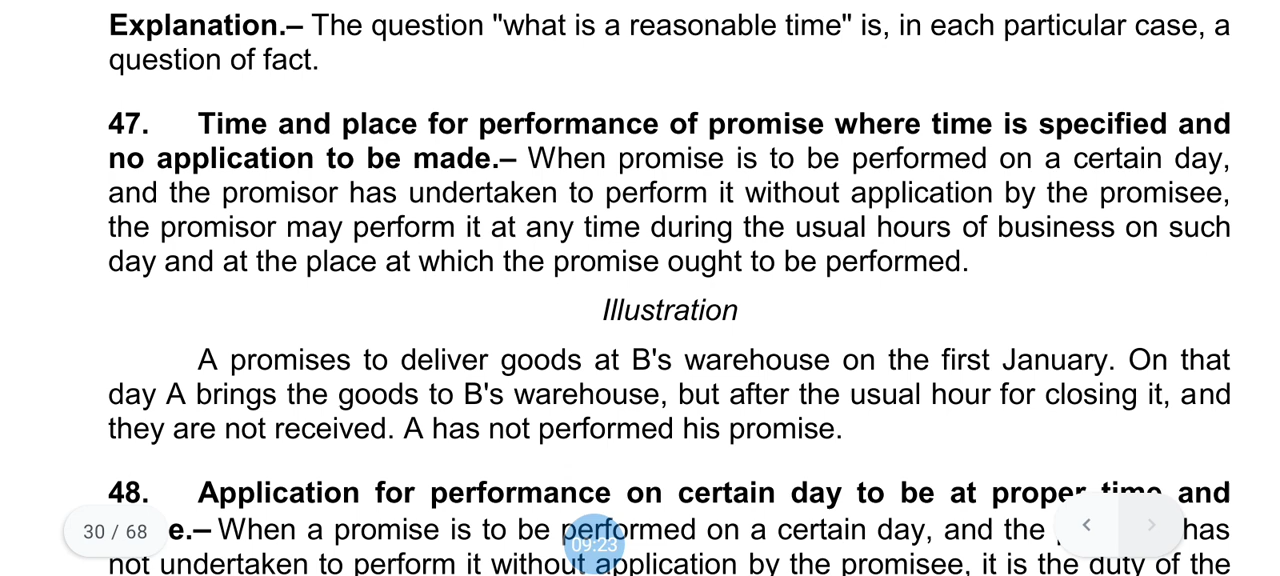 Explanation.– The question "what is a reasonable time" is, in each particular case, a
question of fact.
47. Time and place for performance of promise where time is specified and
no application to be made.– When promise is to be performed on a certain day,
and the promisor has undertaken to perform it without application by the promisee,
the promisor may perform it at any time during the usual hours of business on such
day and at the place at which the promise ought to be performed.
Illustration
A promises to deliver goods at B's warehouse on the first January. On that
day A brings the goods to B's warehouse, but after the usual hour for closing it, and
they are not received. A has not performed his promise.
48. Application for performance on certain day to be at proper time and
30 / 68
e.– When a promise is to be performed on a certain day, and the has
09:23
not undertaken to perform it without application by the promisee, it is the duty of the